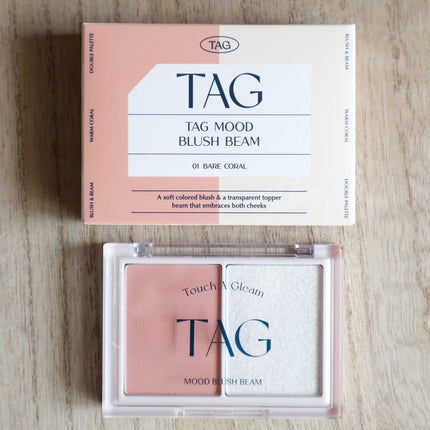 TAG
TAG
TAG MOOD
BLUSH BEAM
01 BARE CORAL
A soft colored blush & a transparent topper
beam that embraces both cheeks
DOUBLE PALETTE
WARM CORAL
BLUSH & BEAM
BLUSH & BEAM
WARM CORAL
DOUBLE PALETTE
Touch A Gleam
TAG
MOOD BLUSH BEAM